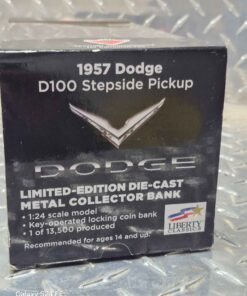 1957 Dodge
D100 Stepside Pickup
DODGE
LIMITED-EDITION DIE-CAST
METAL COLLECTOR BANK
• 1:24 scale model
• Key-operated locking coin bank
• 1 of 13,500 produced
Recommended for ages 14 and up.
LIBERTY
CLASSICS
Galaxy